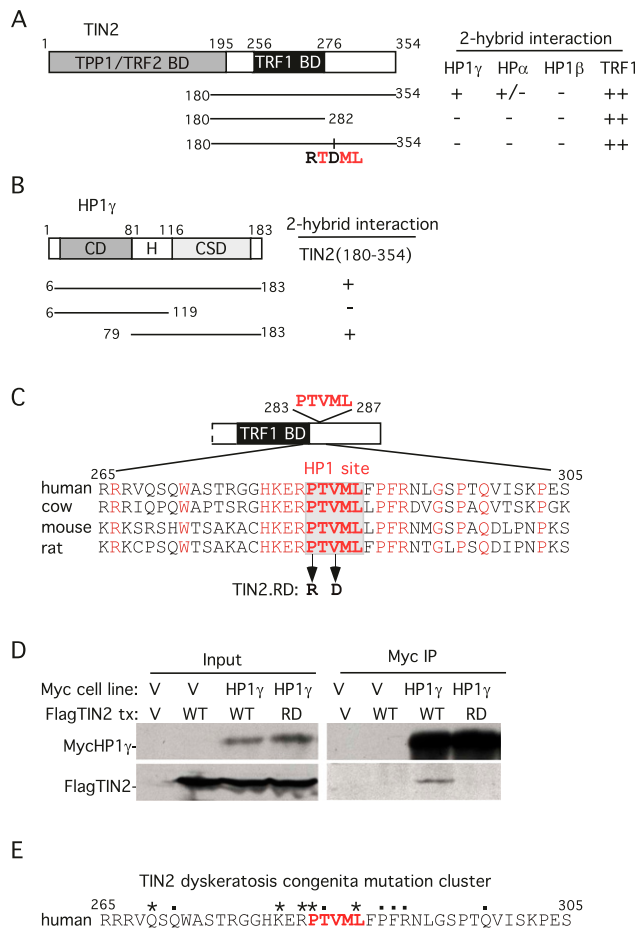 A
TIN2
1 195 256 276 354
TPP1/TRF2 BD TRF1 BD
2-hybrid interaction
HP1γ HPα HP1β TRF1
180 354 + +/- - ++
180 282 - - - ++
180 354 - - - ++
RTDML
B
HP1γ
1 81 116 183
CD H CSD
2-hybrid interaction
TIN2(180-354)
6 183 +
6 119 -
79 183 +
C
PTVML
283 287
TRF1 BD
265 HP1 site 305
human RRRVQSQWASTRGGHKERPTVMLFPFRNLGSPTQVISKPES
cow RRIQPKQWAPTSRGHKERPTVMLLPFRDVGSPAQVTSKPGK
mouse KRKSRSHWTSAKACHKERPTVMLFPFRNMGSPAQDLPNPKS
rat KRKCPSQWTSAKACHKERPTVMLFPFRNTGLPSQDIPNPKS
TIN2.RD: R D
D
Input Myc IP
Myc cell line: V V HP1γ HP1γ V V HP1γ HP1γ
FlagTIN2 tx: V WT WT RD V WT WT RD
MycHP1γ-
FlagTIN2-
E
TIN2 dyskeratosis congenita mutation cluster
265 305
* . * ** . * . . . .
human RRRVQSQWASTRGGHKERPTVMLFPFRNLGSPTQVISKPES